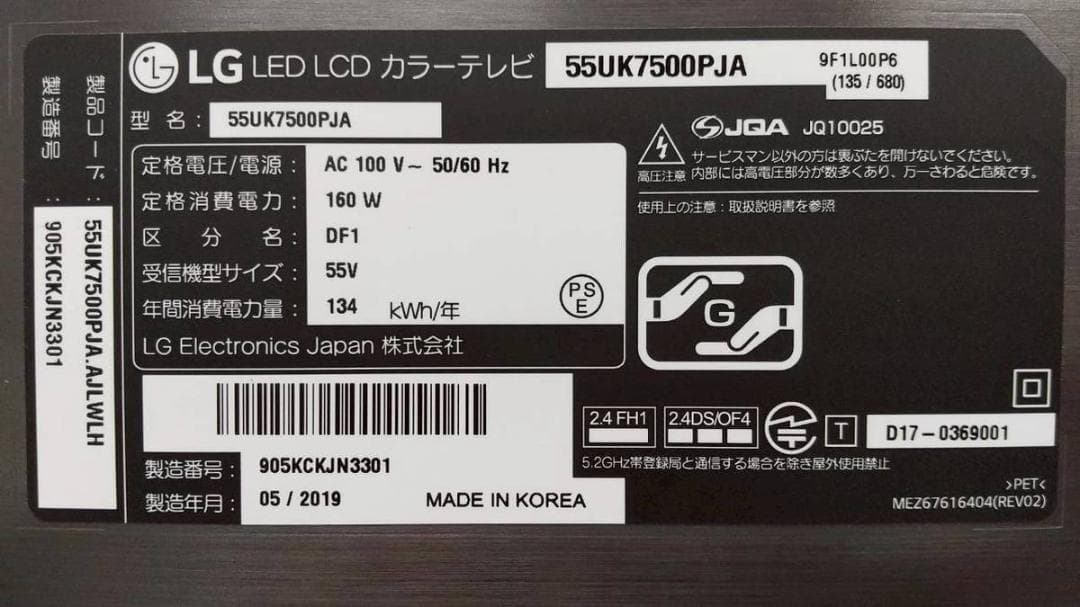 LG LED LCD カラーテレビ 55UK7500PJA 9F1L00P6
(135 / 680)
型 名 : 55UK7500PJA
定格電圧/電源 : AC 100 V~ 50/60 Hz
定格消費電力 : 160 W
区 分 名 : DF1
受信機型サイズ : 55V
年間消費電力量 : 134 kWh/年
LG Electronics Japan 株式会社
PS
E
JQA JQ10025
高圧注意
サービスマン以外の方は裏ぶたを開けないでください。
内部には高電圧部分が数多くあり、万一さわると危険です。
使用上の注意 : 取扱説明書を参照
G
製品コード : 55UK7500PJA.AJLWLH
製造番号 : 905KCKJN3301
製造番号 : 905KCKJN3301
製造年月 : 05 / 2019 MADE IN KOREA
2.4 FH1 2.4DS/OF4 T D17-0369001
5.2GHz帯登録局と通信する場合を除き屋外使用禁止
>PET<
MEZ67616404(REV02)